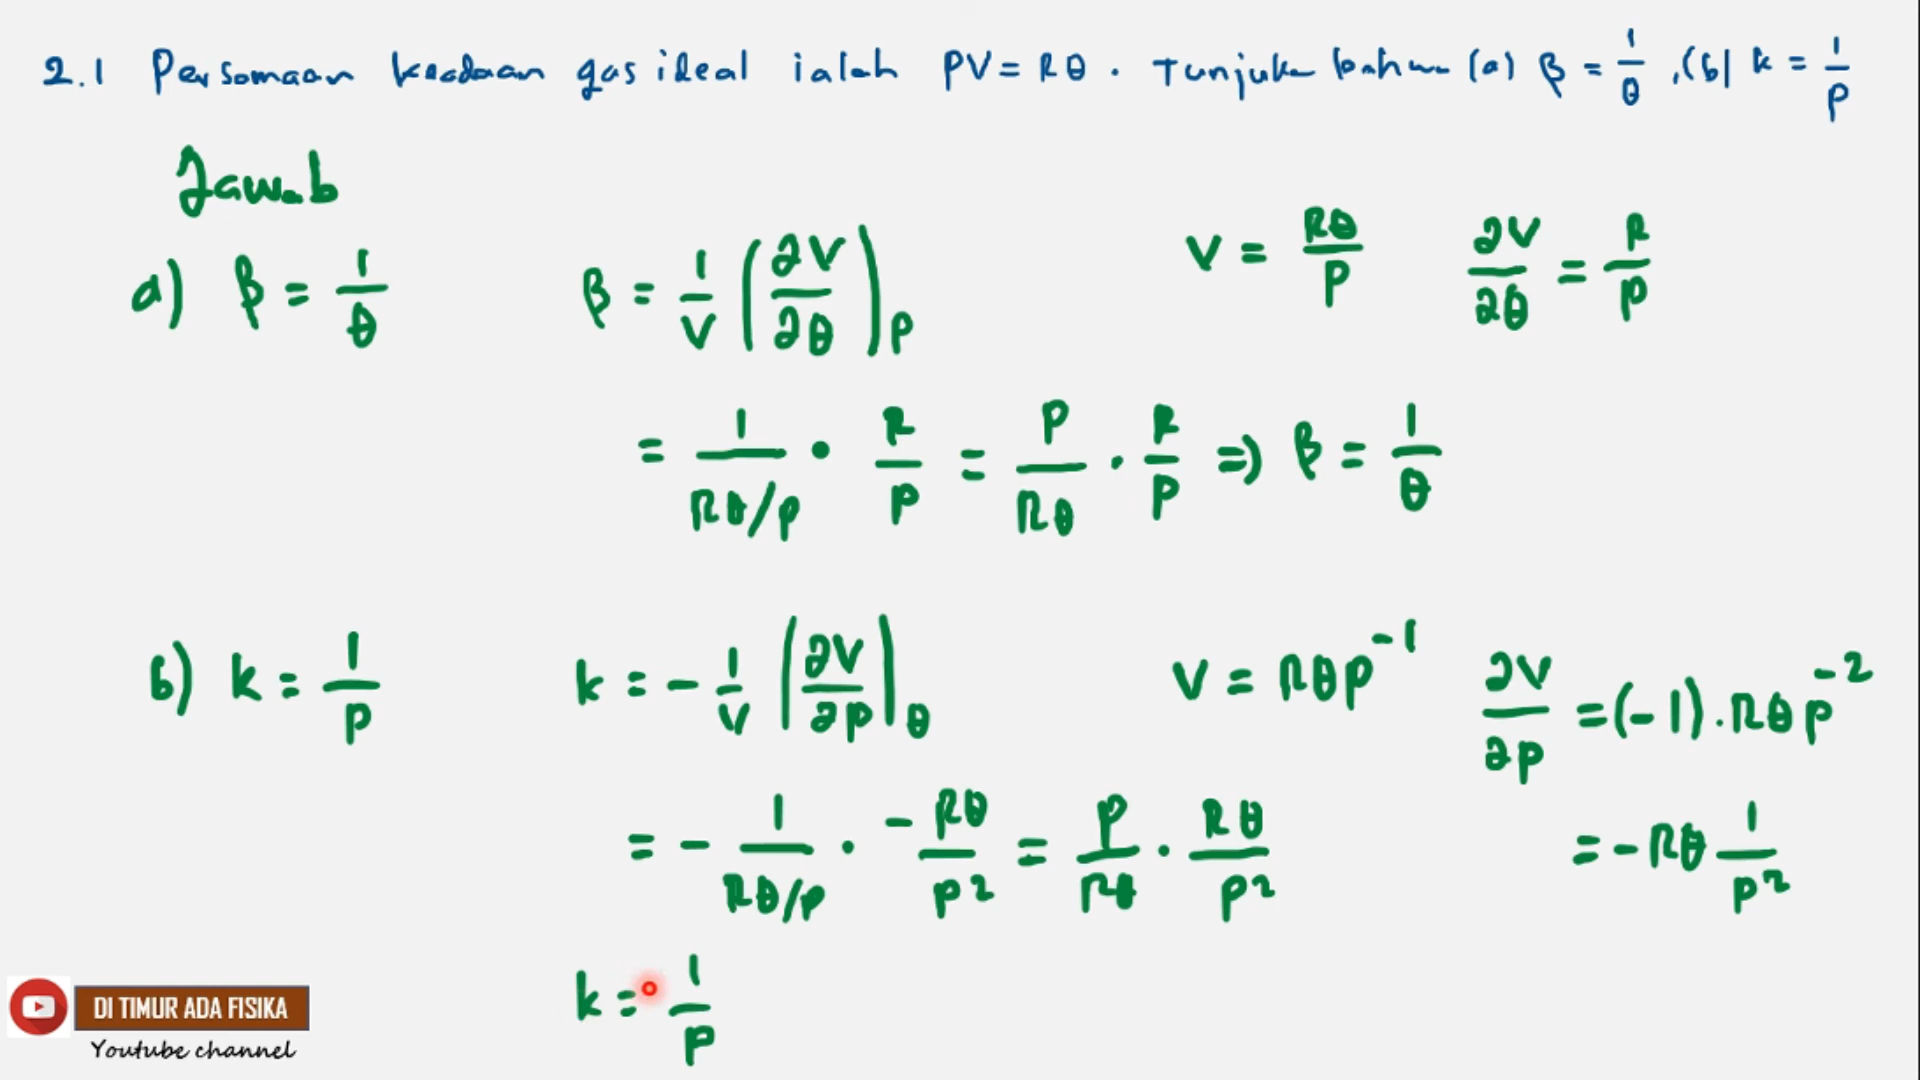 2.1 Persamaan keadaan gas ideal ialah PV = Rθ. Tunjukan bahwa (a) β = 1/θ, (b) k = 1/P
Jawab
a) β = 1/θ    β = 1/V (∂V/∂θ)P    V = Rθ/P    ∂V/∂θ = R/P
= 1/(Rθ/P) · R/P = P/Rθ · R/P ⇒ β = 1/θ
b) k = 1/P    k = - 1/V (∂V/∂P)θ    V = RθP⁻¹    ∂V/∂P = (-1) · RθP⁻²
= - 1/(Rθ/P) · - Rθ/P² = P/Rθ · Rθ/P²    = - Rθ 1/P²
k = 1/P
DI TIMUR ADA FISIKA
Youtube channel